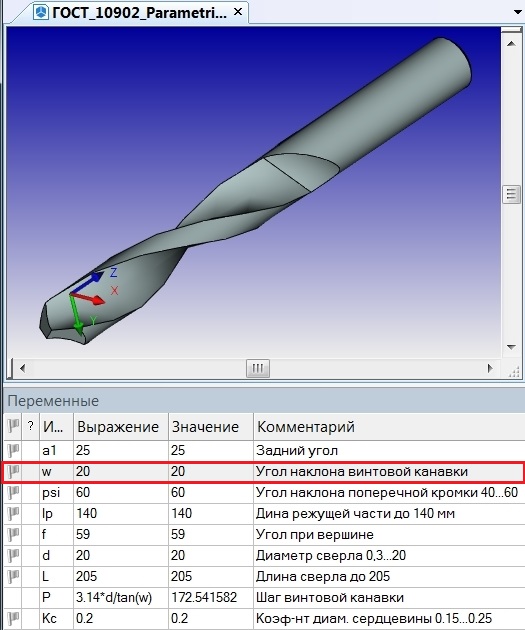 ГОСТ_10902_Parametri...
Z
X
Y
Переменные
? И... Выражение Значение Комментарий
a1 25 25 Задний угол
w 20 20 Угол наклона винтовой канавки
psi 60 60 Угол наклона поперечной кромки 40...60
lp 140 140 Дина режущей части до 140 мм
f 59 59 Угол при вершине
d 20 20 Диаметр сверла 0,3...20
L 205 205 Длина сверла до 205
P 3.14*d/tan(w) 172.541582 Шаг винтовой канавки
Kc 0.2 0.2 Коэф-нт диам. сердцевины 0.15...0.25